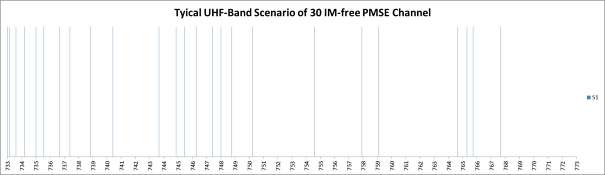 Tyical UHF-Band Scenario of 30 IM-free PMSE Channel
S1
733 734 735 736 737 738 739 740 741 742 743 744 745 746 747 748 749 750 751 752 753 754 755 756 757 758 759 760 761 762 763 764 765 766 767 768 769 770 771 772 773